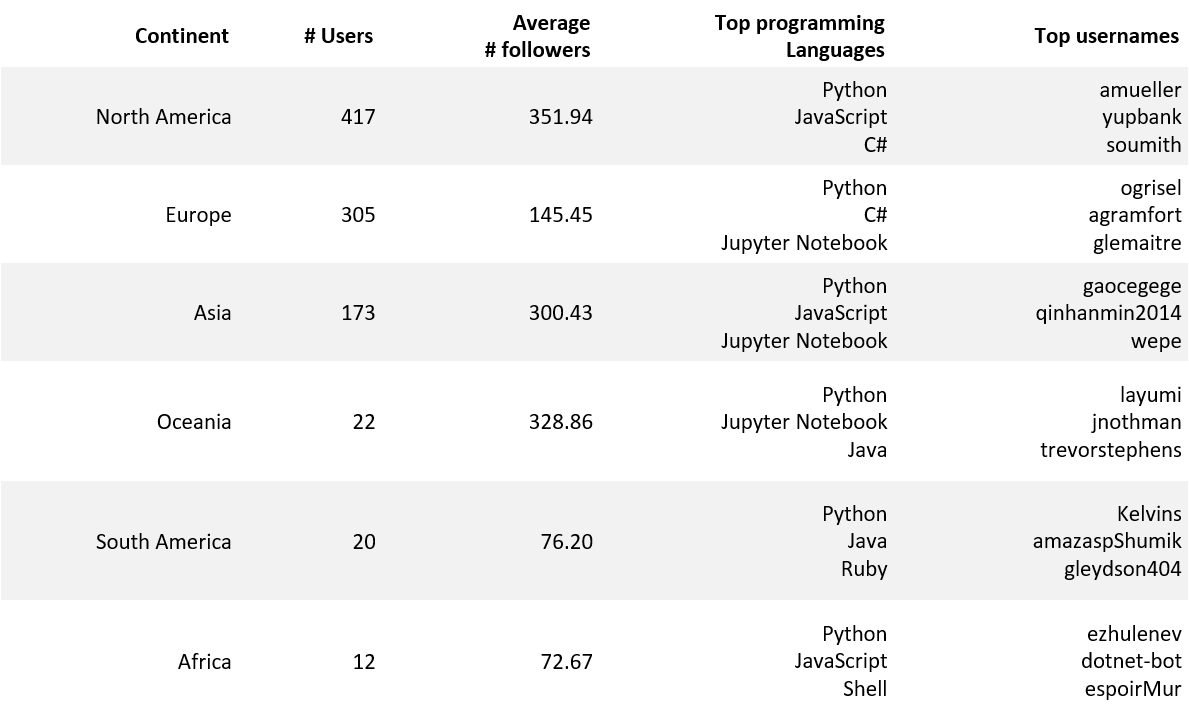 Continent # Users Average # followers Top programming Languages Top usernames
North America 417 351.94 Python amueller
JavaScript yupbank
C# soumith
Europe 305 145.45 Python ogrisel
C# agramfort
Jupyter Notebook glemaitre
Asia 173 300.43 Python gaocegege
JavaScript qinhanmin2014
Jupyter Notebook wepe
Oceania 22 328.86 Python layumi
Jupyter Notebook jnothman
Java trevorstephens
South America 20 76.20 Python Kelvins
Java amazaspShumik
Ruby gleydson404
Africa 12 72.67 Python ezhulenev
JavaScript dotnet-bot
Shell espoirMur